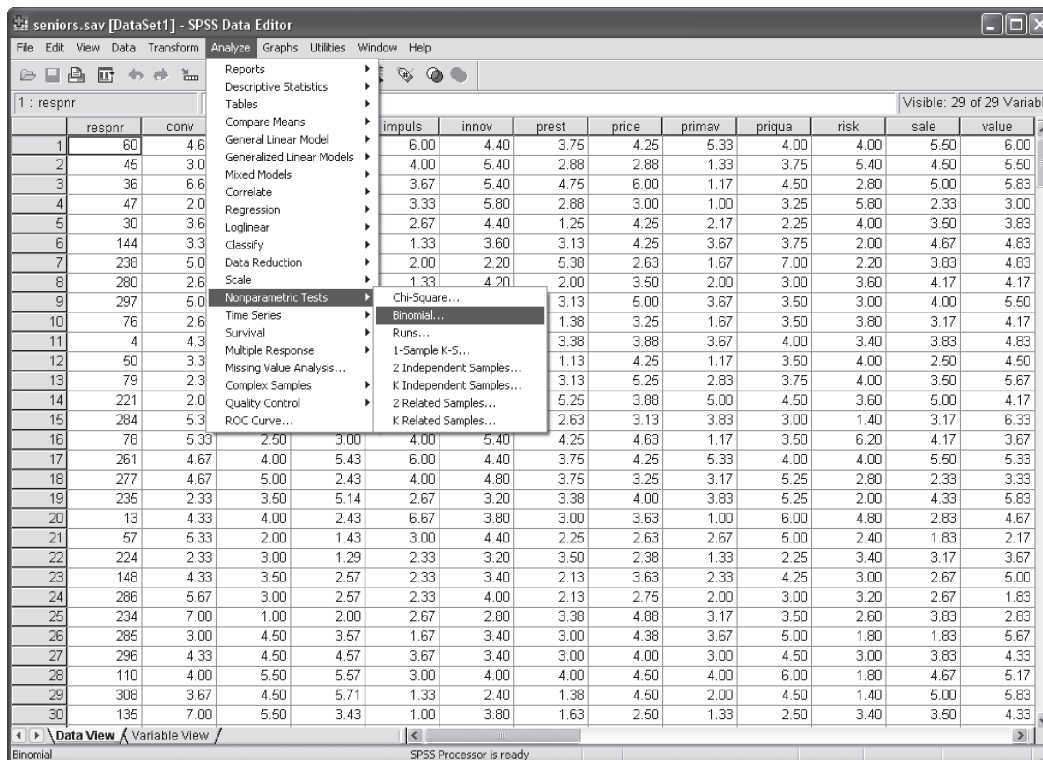 seniors.sav [DataSet1] - SPSS Data Editor
File Edit View Data Transform Analyze Graphs Utilities Window Help
1 : respnr
Visible: 29 of 29 Variabl
Reports
Descriptive Statistics
Tables
Compare Means
General Linear Model
Generalized Linear Models
Mixed Models
Correlate
Regression
Loglinear
Classify
Data Reduction
Scale
Nonparametric Tests
Time Series
Survival
Multiple Response
Missing Value Analysis...
Complex Samples
Quality Control
ROC Curve...
Chi-Square...
Binomial...
Runs...
1-Sample K-S...
2 Independent Samples...
K Independent Samples...
2 Related Samples...
K Related Samples...
respnr conv impuls innov prest price primav priqua risk sale value
1 60 4.6 6.00 4.40 3.75 4.25 5.33 4.00 4.00 5.50 6.00
2 45 3.0 4.00 5.40 2.88 2.88 1.33 3.75 5.40 4.50 5.50
3 36 6.6 3.67 5.40 4.75 6.00 1.17 4.50 2.80 5.00 5.83
4 47 2.0 3.33 5.80 2.88 3.00 1.00 3.25 5.80 2.33 3.00
5 30 3.6 2.67 4.40 1.25 4.25 2.17 2.25 4.00 3.50 3.83
6 144 3.3 1.33 3.60 3.13 4.25 3.67 3.75 2.00 4.67 4.83
7 238 5.0 2.00 2.20 5.38 2.63 1.67 7.00 2.20 3.83 4.83
8 280 2.6 1.33 4.20 2.00 3.50 2.00 3.00 3.60 4.17 4.17
9 297 5.0 3.13 5.00 3.67 3.50 3.00 4.00 5.50
10 76 2.6 1.38 3.25 1.67 3.50 3.80 3.17 4.17
11 4 4.3 3.38 3.88 3.67 4.00 3.40 3.83 4.83
12 50 3.3 1.13 4.25 1.17 3.50 4.00 2.50 4.50
13 79 2.3 3.13 5.25 2.83 3.75 4.00 3.50 5.67
14 221 2.0 5.25 3.88 5.00 4.50 3.60 5.00 4.17
15 284 5.3 2.63 3.13 3.83 3.00 1.40 3.17 6.33
16 78 5.33 2.50 3.00 4.00 5.40 4.25 4.63 1.17 3.50 6.20 4.17 3.67
17 261 4.67 4.00 5.43 6.00 4.40 3.75 4.25 5.33 4.00 4.00 5.50 5.33
18 277 4.67 5.00 2.43 4.00 4.80 3.75 3.25 3.17 5.25 2.80 2.33 3.33
19 235 2.33 3.50 5.14 2.67 3.20 3.38 4.00 3.83 5.25 2.00 4.33 5.83
20 13 4.33 4.00 2.43 6.67 3.80 3.00 3.63 1.00 6.00 4.80 2.83 4.67
21 57 5.33 2.00 1.43 3.00 4.40 2.25 2.63 2.67 5.00 2.40 1.83 2.17
22 224 2.33 3.00 1.29 2.33 3.20 3.50 2.38 1.33 2.25 3.40 3.17 3.67
23 148 4.33 3.50 2.57 2.33 3.40 2.13 3.63 2.33 4.25 3.00 2.67 5.00
24 286 5.67 3.00 2.57 2.33 4.00 2.13 2.75 2.00 3.00 3.20 2.67 1.83
25 234 7.00 1.00 2.00 2.67 2.80 3.38 4.88 3.17 3.50 2.60 3.83 2.83
26 285 3.00 4.50 3.57 1.67 3.40 3.00 4.38 3.67 5.00 1.80 1.83 5.67
27 296 4.33 4.50 4.57 3.67 3.40 3.00 4.00 3.00 4.50 3.00 3.83 4.33
28 110 4.00 5.50 5.57 3.00 4.00 4.00 4.50 4.00 6.00 1.80 4.67 5.17
29 308 3.67 4.50 5.71 1.33 2.40 1.38 4.50 2.00 4.50 1.40 5.00 5.83
30 135 7.00 5.50 3.43 1.00 3.80 1.63 2.50 1.33 2.50 3.40 3.50 4.33
Data View Variable View
Binomial SPSS Processor is ready